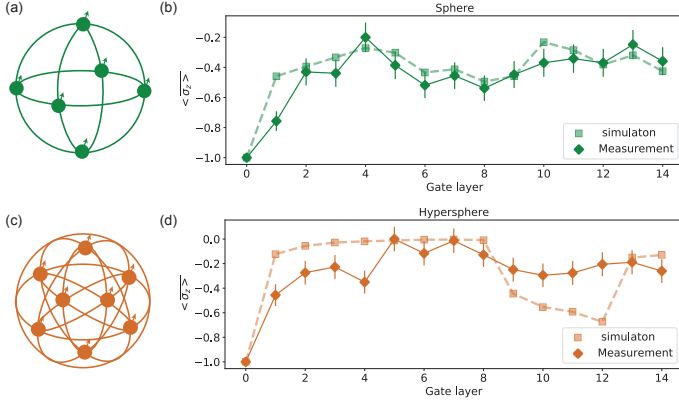 (a)
(b)
Sphere
−0.2
−0.4
−0.6
−0.8
−1.0
< σz >
simulaton
Measurement
0 2 4 6 8 10 12 14
Gate layer
(c)
(d)
Hypersphere
0.0
−0.2
−0.4
−0.6
−0.8
−1.0
< σz >
simulaton
Measurement
0 2 4 6 8 10 12 14
Gate layer